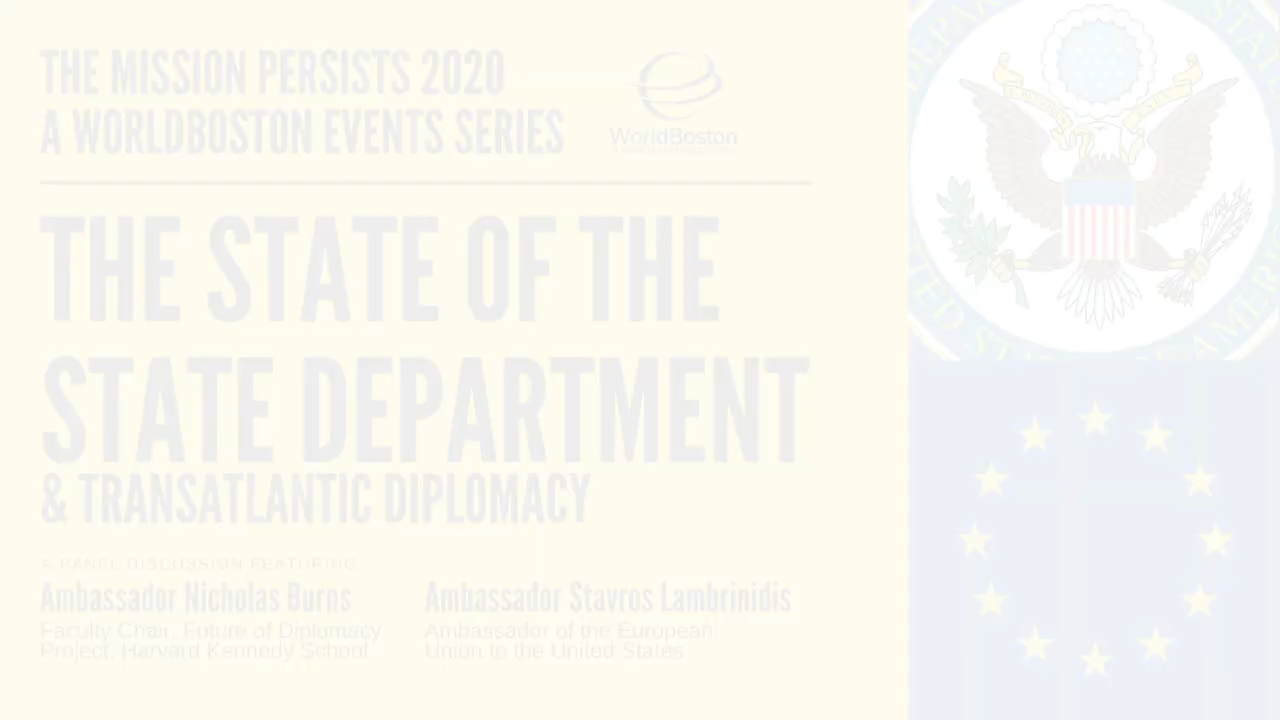 THE MISSION PERSISTS 2020
A WORLDBOSTON EVENTS SERIES
WorldBoston
THE STATE OF THE
STATE DEPARTMENT
& TRANSATLANTIC DIPLOMACY
A PANEL DISCUSSION FEATURING
Ambassador Nicholas Burns
Faculty Chair, Future of Diplomacy
Project, Harvard Kennedy School
Ambassador Stavros Lambrinidis
Ambassador of the European
Union to the United States